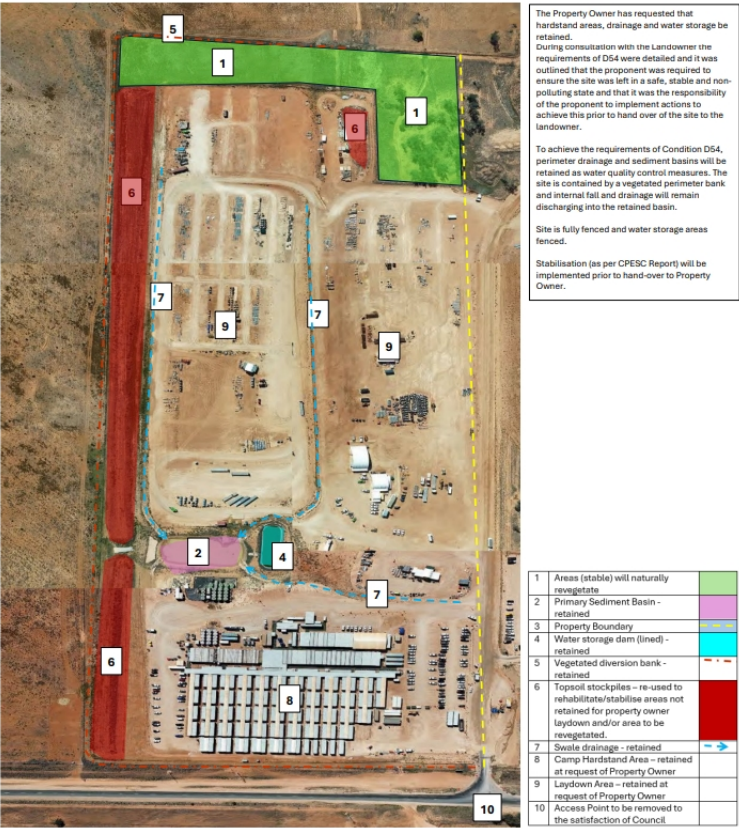 The Property Owner has requested that
hardstand areas, drainage and water storage be
retained.
During consultation with the Landowner the
requirements of D54 were detailed and it was
outlined that the proponent was required to
ensure the site was left in a safe, stable and non-
polluting state and that it was the responsibility
of the proponent to implement actions to
achieve this prior to hand over of the site to the
landowner.
To achieve the requirements of Condition D54,
perimeter drainage and sediment basins will be
retained as water quality control measures. The
site is contained by a vegetated perimeter bank
and internal fall and drainage will remain
discharging into the retained basin.
Site is fully fenced and water storage areas
fenced.
Stabilisation (as per CPESC Report) will be
implemented prior to hand-over to Property
Owner.
5
1
1
6
6
7
7
9
9
2
4
7
6
8
10
1 Areas (stable) will naturally
revegetate
2 Primary Sediment Basin -
retained
3 Property Boundary
4 Water storage dam (lined) -
retained
5 Vegetated diversion bank -
retained
6 Topsoil stockpiles – re-used to
rehabilitate/stabilise areas not
retained for property owner
laydown and/or area to be
revegetated.
7 Swale drainage - retained
8 Camp Hardstand Area – retained
at request of Property Owner
9 Laydown Area – retained at
request of Property Owner
10 Access Point to be removed to
the satisfaction of Council